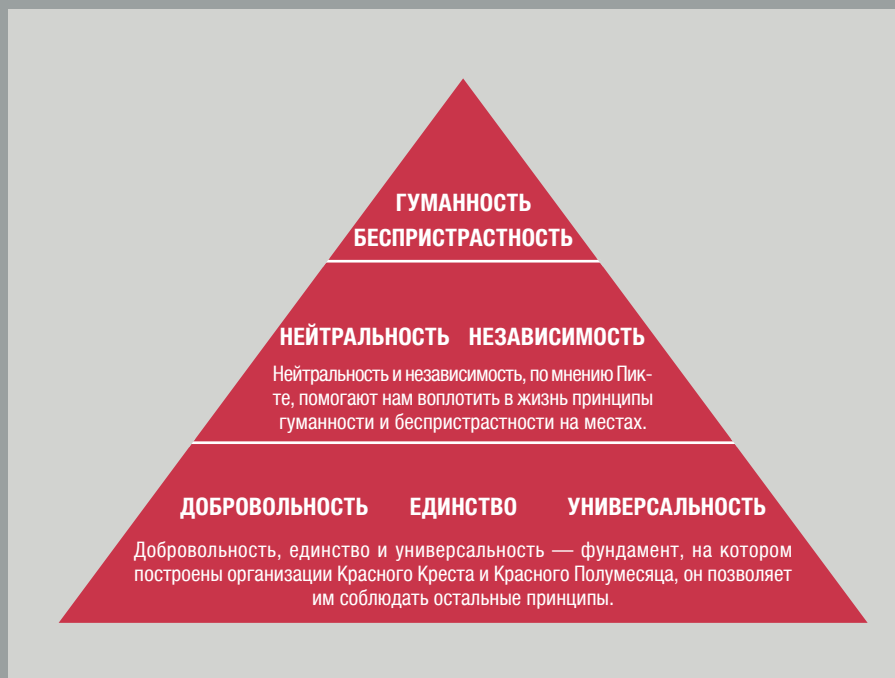 ГУМАННОСТЬ
БЕСПРИСТРАСТНОСТЬ
НЕЙТРАЛЬНОСТЬ НЕЗАВИСИМОСТЬ
Нейтральность и независимость, по мнению Пик-
те, помогают нам воплотить в жизнь принципы
гуманности и беспристрастности на местах.
ДОБРОВОЛЬНОСТЬ ЕДИНСТВО УНИВЕРСАЛЬНОСТЬ
Добровольность, единство и универсальность — фундамент, на котором
построены организации Красного Креста и Красного Полумесяца, он позволяет
им соблюдать остальные принципы.